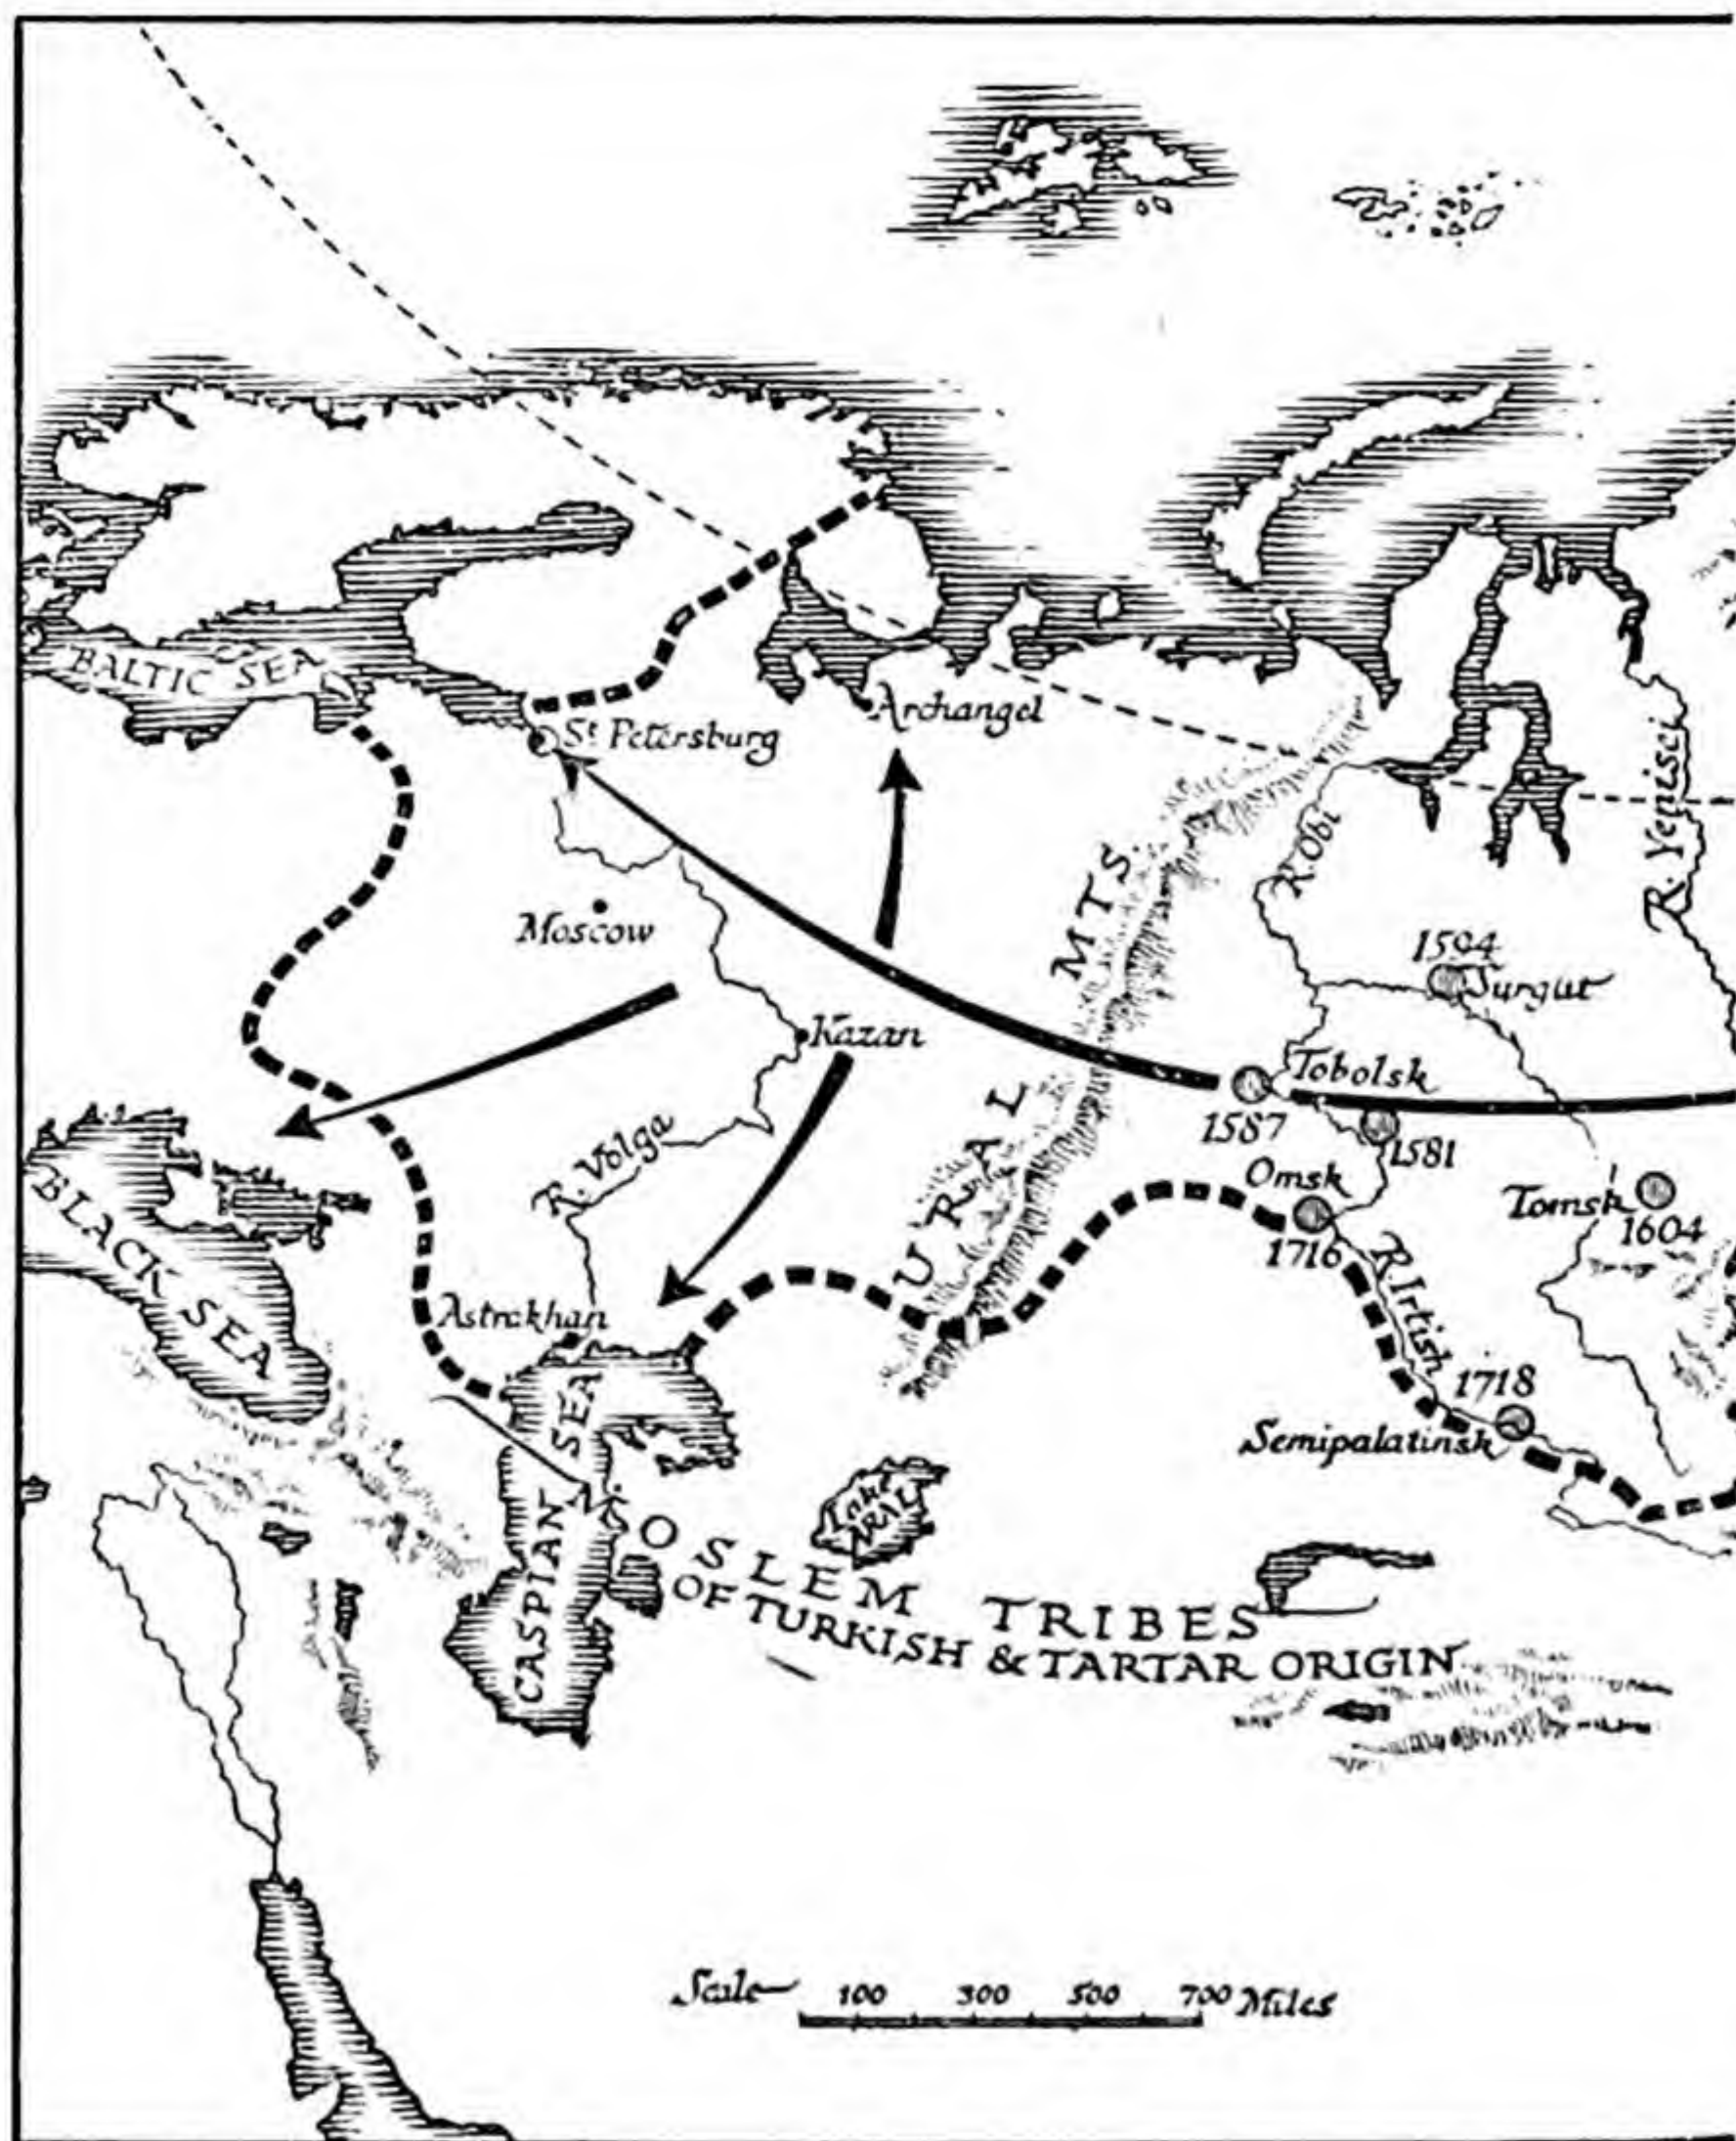 BALTIC SEA
St Petersburg
Archangel
R. Obi
R. Yenisei
URAL MTS.
Moscow
1594
Surgut
Kazan
Tobolsk
1587
1581
R. Volga
Omsk
1716
Tomsk
1604
BLACK SEA
R. Irtish
Astrakhan
1718
Semipalatinsk
CASPIAN SEA
Lake ARAL
MOSLEM TRIBES
OF TURKISH & TARTAR ORIGIN
Scale 100 300 500 700 Miles